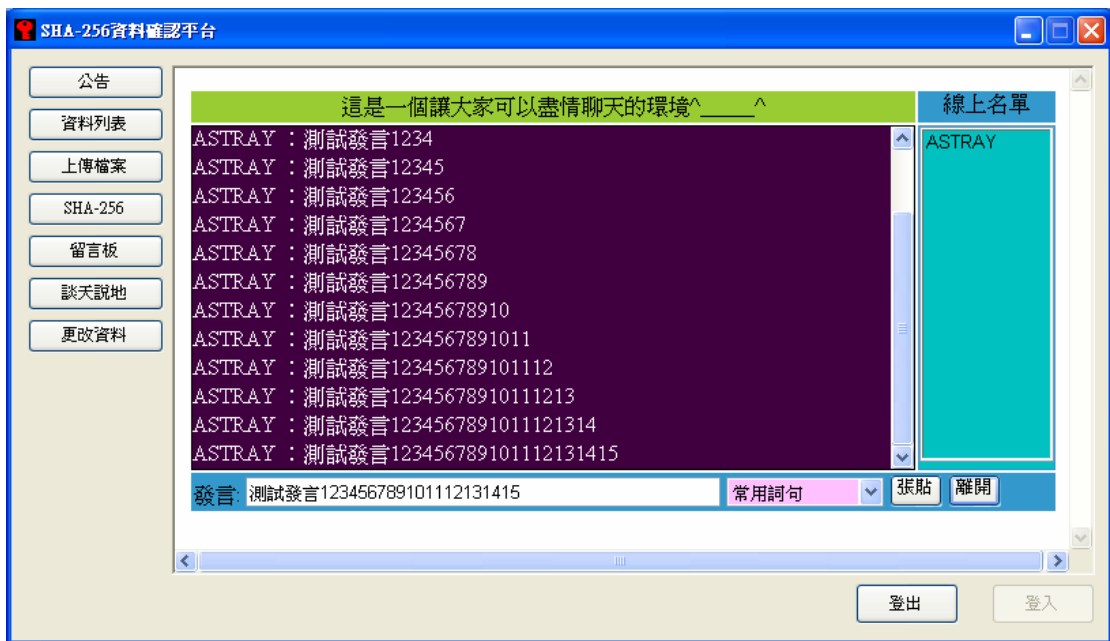 SHA-256資料確認平台
公告
資料列表
上傳檔案
SHA-256
留言板
談天說地
更改資料
這是一個讓大家可以盡情聊天的環境^_____^
線上名單
ASTRAY
ASTRAY：測試發言1234
ASTRAY：測試發言12345
ASTRAY：測試發言123456
ASTRAY：測試發言1234567
ASTRAY：測試發言12345678
ASTRAY：測試發言123456789
ASTRAY：測試發言12345678910
ASTRAY：測試發言1234567891011
ASTRAY：測試發言123456789101112
ASTRAY：測試發言12345678910111213
ASTRAY：測試發言1234567891011121314
ASTRAY：測試發言123456789101112131415
發言: 測試發言123456789101112131415 常用詞句 張貼 離開
登出 登入